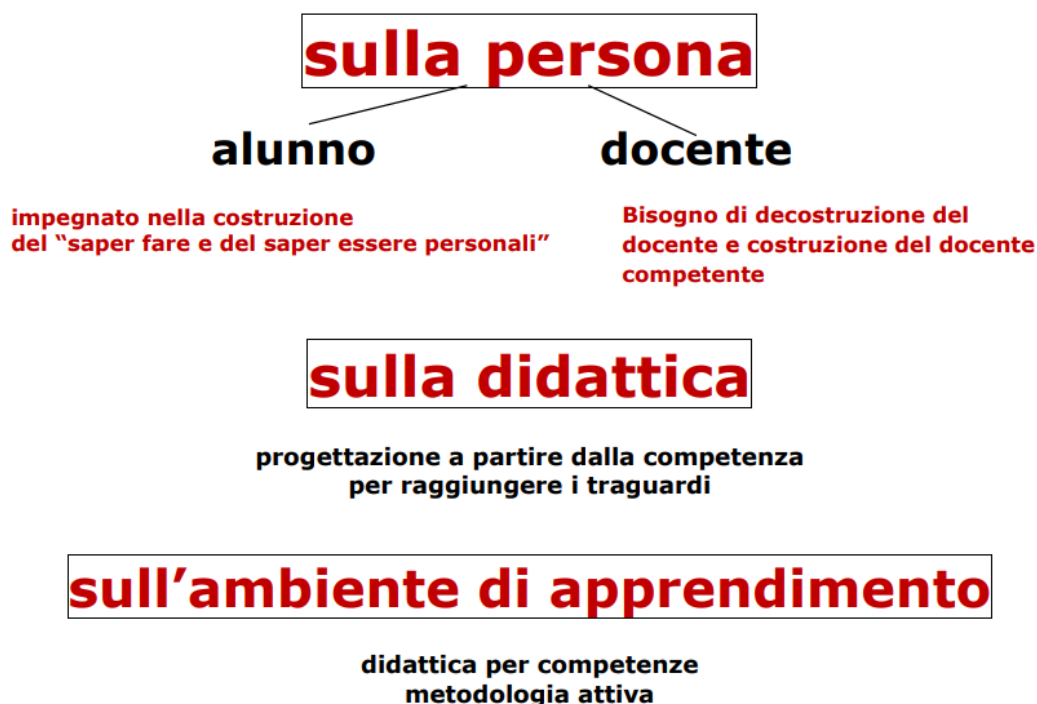 sulla persona
alunno
docente
impegnato nella costruzione
del “saper fare e del saper essere personali”
Bisogno di decostruzione del
docente e costruzione del docente
competente
sulla didattica
progettazione a partire dalla competenza
per raggiungere i traguardi
sull’ambiente di apprendimento
didattica per competenze
metodologia attiva